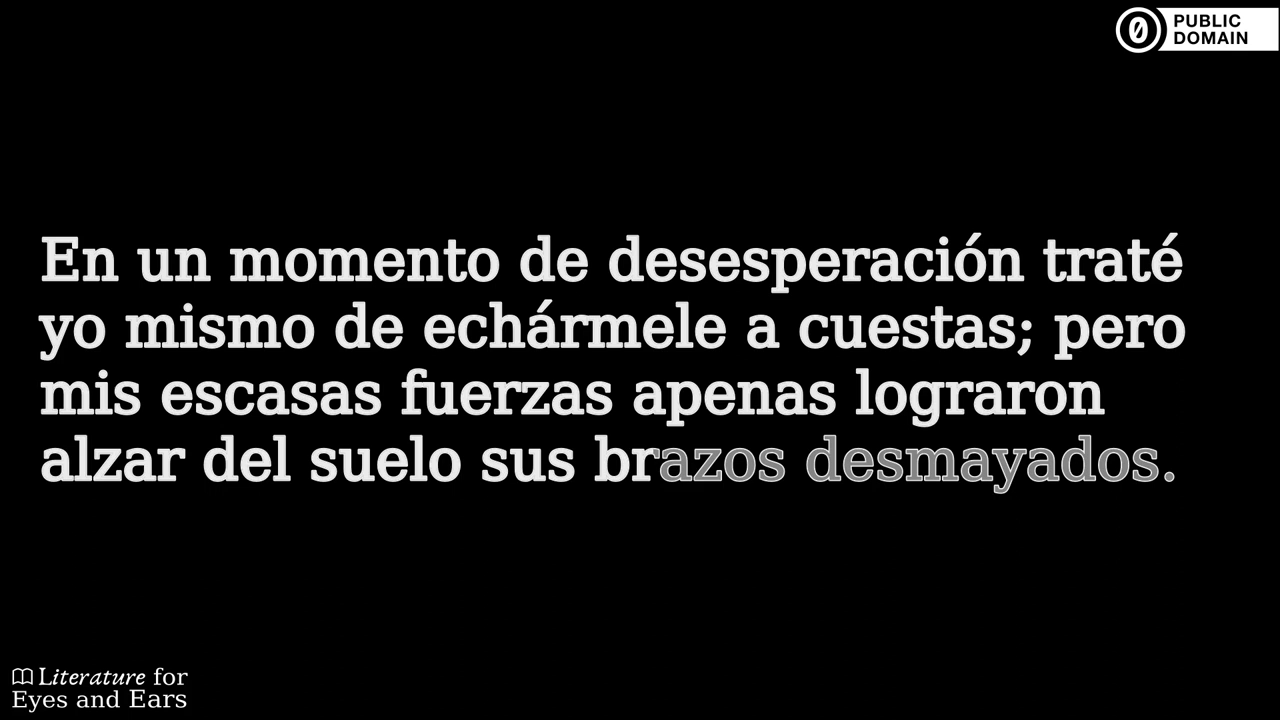 PUBLIC
DOMAIN
En un momento de desesperación traté
yo mismo de echármele a cuestas; pero
mis escasas fuerzas apenas lograron
alzar del suelo sus brazos desmayados.
Literature for
Eyes and Ears